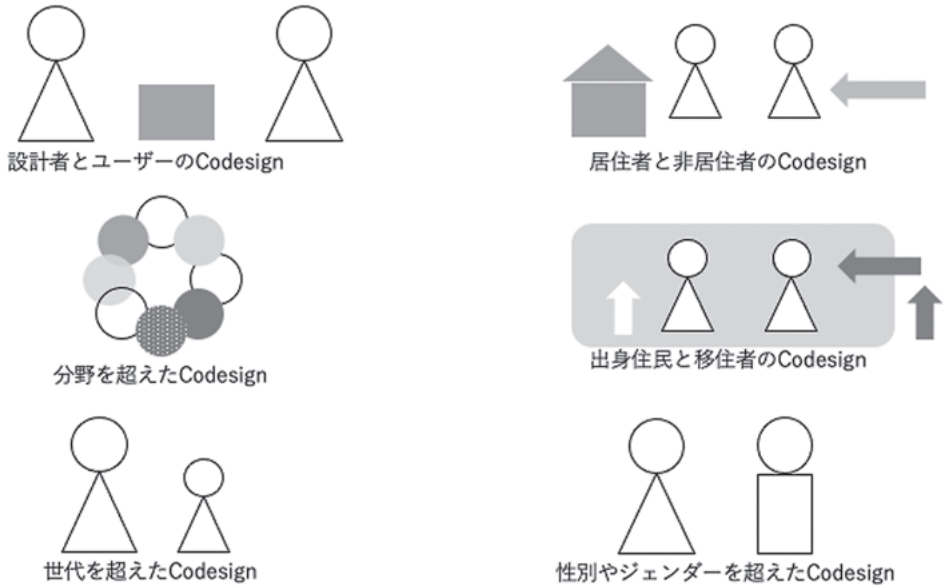 設計者とユーザーのCodesign
居住者と非居住者のCodesign
分野を超えたCodesign
出身住民と移住者のCodesign
世代を超えたCodesign
性別やジェンダーを超えたCodesign